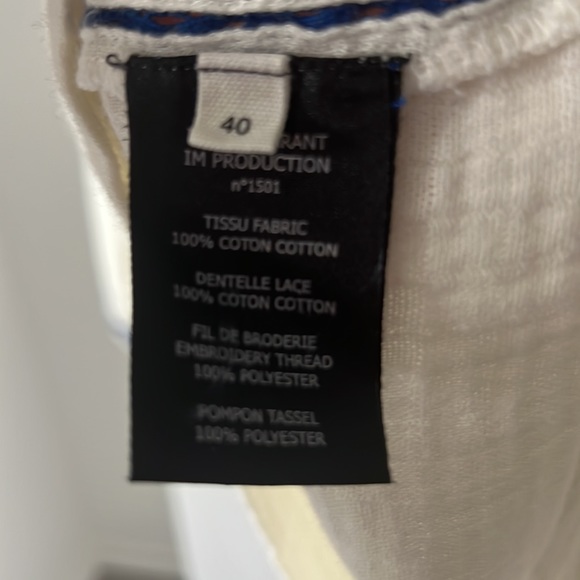 40
RANT
IM PRODUCTION
n°1501
TISSU FABRIC
100% COTON COTTON
DENTELLE LACE
100% COTON COTTON
FIL DE BRODERIE
EMBROIDERY THREAD
100% POLYESTER
POMPON TASSEL
100% POLYESTER